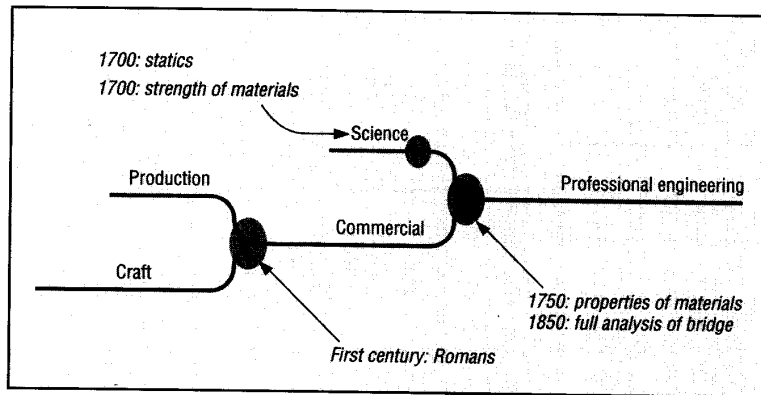 1700: statics
1700: strength of materials
Science
Production
Professional engineering
Commercial
Craft
1750: properties of materials
1850: full analysis of bridge
First century: Romans